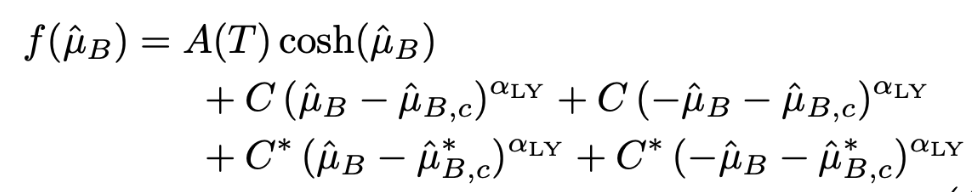 f(μ̂_B) = A(T) cosh(μ̂_B)
+ C (μ̂_B − μ̂_{B,c})^{α_LY} + C (−μ̂_B − μ̂_{B,c})^{α_LY}
+ C* (μ̂_B − μ̂*_{B,c})^{α_LY} + C* (−μ̂_B − μ̂*_{B,c})^{α_LY}